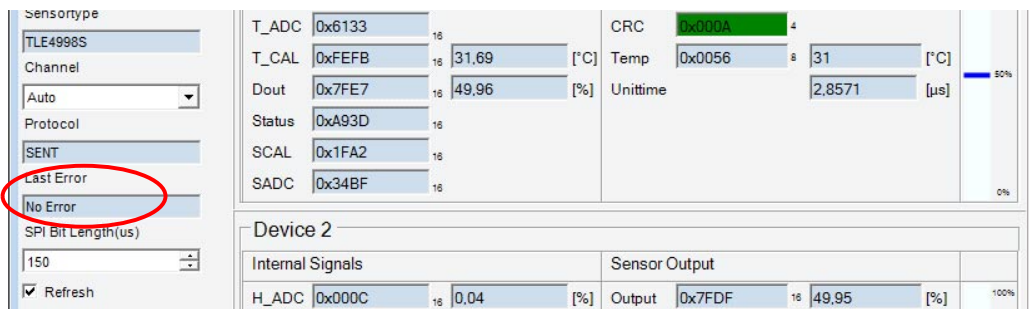 Sensortype
TLE4998S
Channel
Auto
Protocol
SENT
Last Error
No Error
SPI Bit Length(us)
150
Refresh
T_ADC 0x6133 16
T_CAL 0xFEFB 16 31,69 [°C]
Dout 0x7FE7 16 49,96 [%]
Status 0xA93D 16
SCAL 0x1FA2 16
SADC 0x34BF 16
CRC 0x000A 4
Temp 0x0056 8 31 [°C]
Unittime 2,8571 [µs]
50%
0%
Device 2
Internal Signals
H_ADC 0x000C 16 0,04 [%]
Sensor Output
Output 0x7FDF 16 49,95 [%]
100%